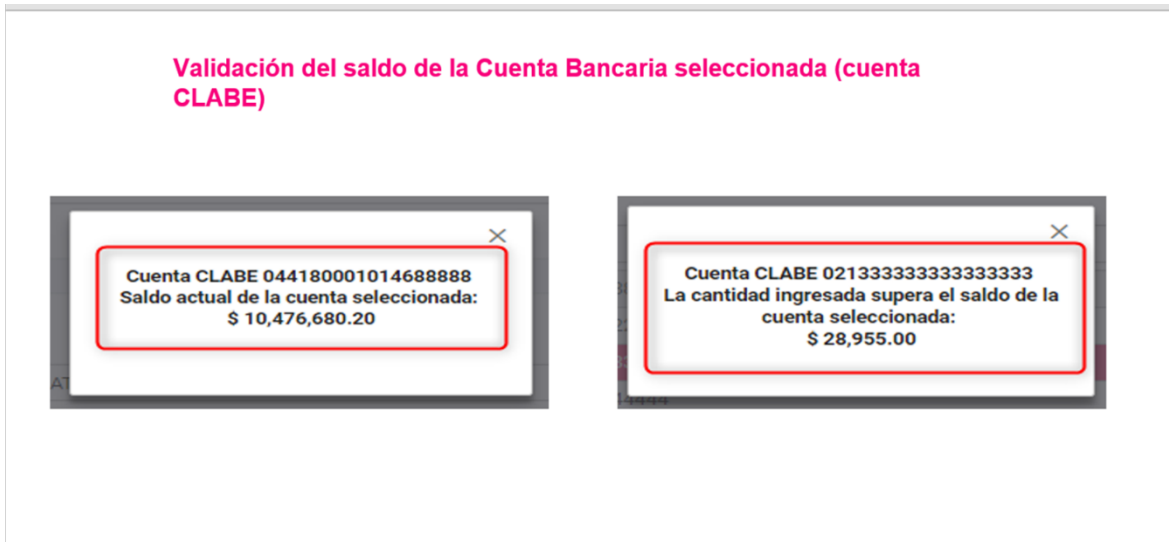 Validación del saldo de la Cuenta Bancaria seleccionada (cuenta
CLABE)
Cuenta CLABE 044180001014688888
Saldo actual de la cuenta seleccionada:
$ 10,476,680.20
Cuenta CLABE 021333333333333333
La cantidad ingresada supera el saldo de la
cuenta seleccionada:
$ 28,955.00
AT